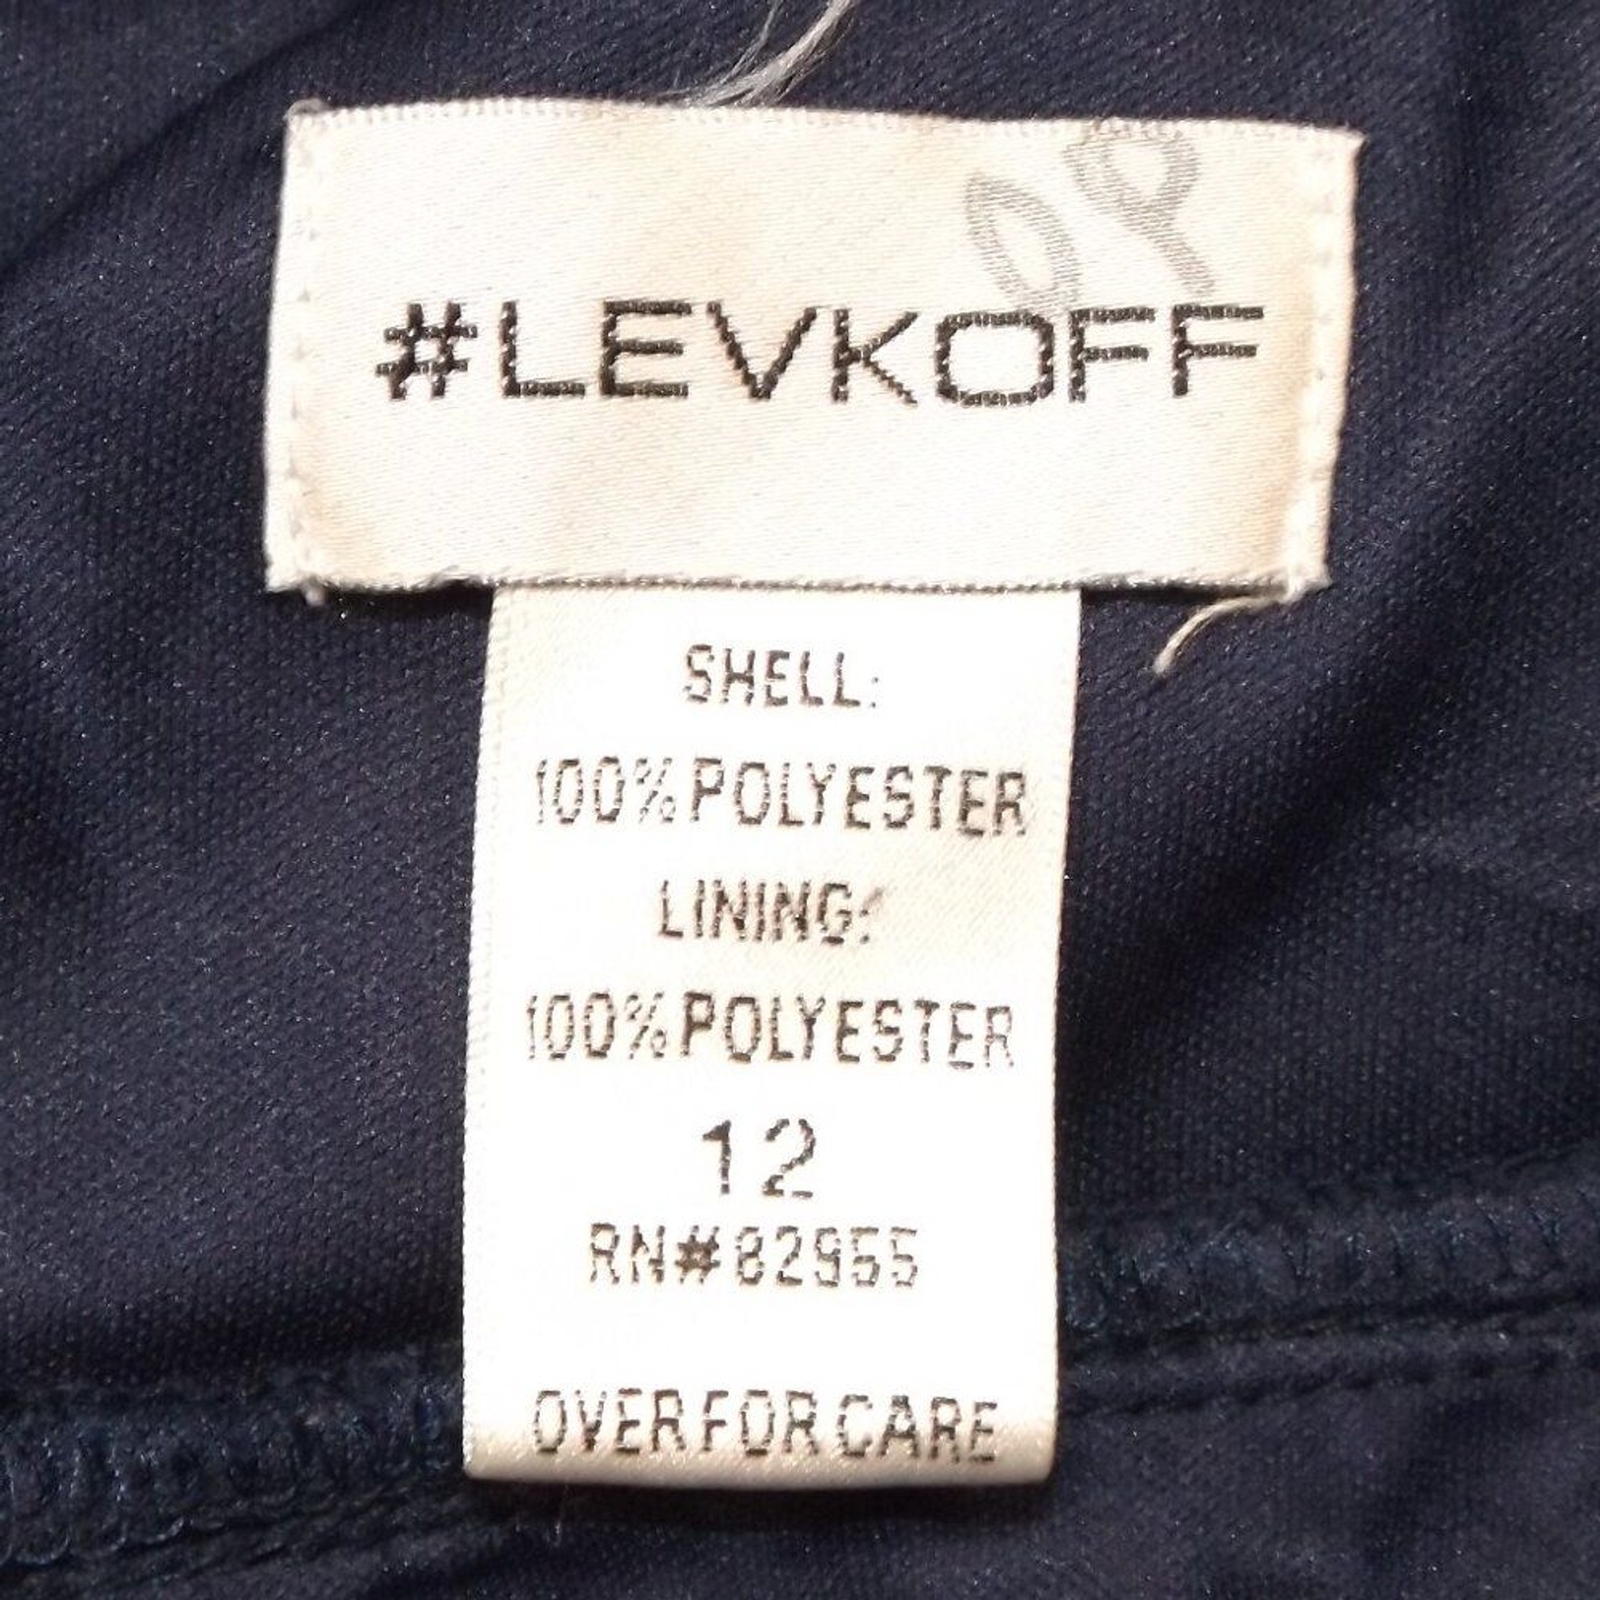 #LEVKOFF
SHELL:
100% POLYESTER
LINING:
100% POLYESTER
12
RN#82955
OVER FOR CARE